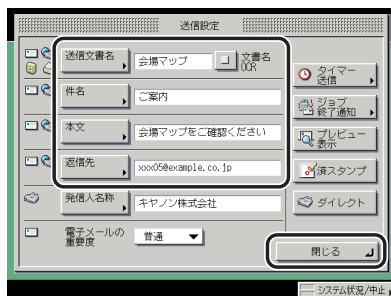 送信設定
送信文書名
会場マップ
文書名
OCR
タイマー
送信
件名
ご案内
ジョブ
終了通知
本文
会場マップをご確認ください
プレビュー
表示
返信先
xxx05@example.co.jp
済スタンプ
発信人名称
キヤノン株式会社
ダイレクト
電子メールの
重要度
普通
閉じる
システム状況/中止